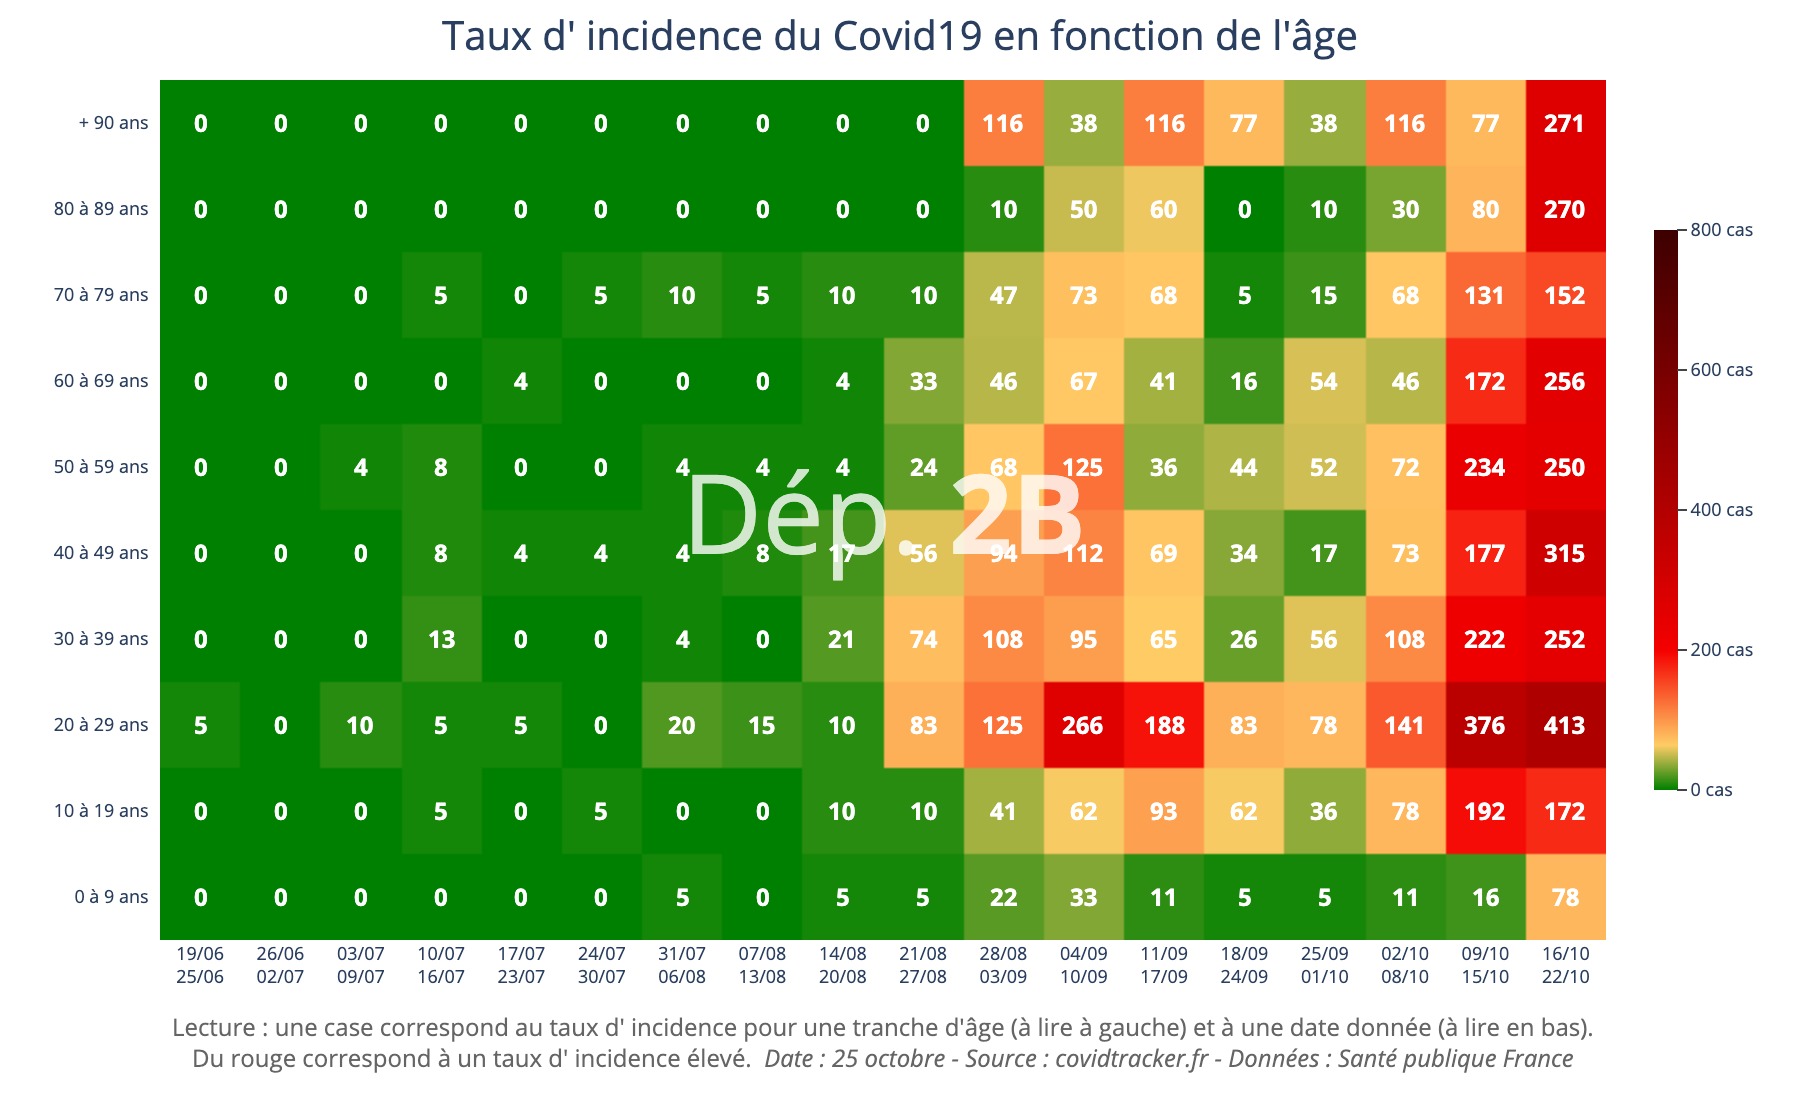 Taux d' incidence du Covid19 en fonction de l'âge
+ 90 ans 0 0 0 0 0 0 0 0 0 0 116 38 116 77 38 116 77 271
80 à 89 ans 0 0 0 0 0 0 0 0 0 0 10 50 60 0 10 30 80 270
70 à 79 ans 0 0 0 5 0 5 10 5 10 10 47 73 68 5 15 68 131 152
60 à 69 ans 0 0 0 0 4 0 0 0 4 33 46 67 41 16 54 46 172 256
50 à 59 ans 0 0 4 8 0 0 4 4 4 24 68 125 36 44 52 72 234 250
Dép. 2B
40 à 49 ans 0 0 0 8 4 4 4 8 17 56 94 112 69 34 17 73 177 315
30 à 39 ans 0 0 0 13 0 0 4 0 21 74 108 95 65 26 56 108 222 252
20 à 29 ans 5 0 10 5 5 0 20 15 10 83 125 266 188 83 78 141 376 413
10 à 19 ans 0 0 0 5 0 5 0 0 10 10 41 62 93 62 36 78 192 172
0 à 9 ans 0 0 0 0 0 0 5 0 5 5 22 33 11 5 5 11 16 78
19/06 26/06 03/07 10/07 17/07 24/07 31/07 07/08 14/08 21/08 28/08 04/09 11/09 18/09 25/09 02/10 09/10 16/10
25/06 02/07 09/07 16/07 23/07 30/07 06/08 13/08 20/08 27/08 03/09 10/09 17/09 24/09 01/10 08/10 15/10 22/10
800 cas
600 cas
400 cas
200 cas
0 cas
Lecture : une case correspond au taux d' incidence pour une tranche d'âge (à lire à gauche) et à une date donnée (à lire en bas).
Du rouge correspond à un taux d' incidence élevé. Date : 25 octobre - Source : covidtracker.fr - Données : Santé publique France